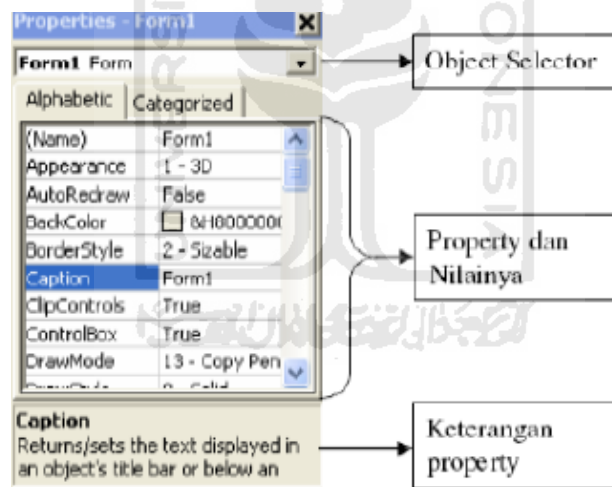 Properties - Form1
Form1 Form
Object Selector
Alphabetic Categorized
(Name) Form1
Appearance 1 - 3D
AutoRedraw False
BackColor &H8000000
BorderStyle 2 - Sizable
Caption Form1
ClipControls True
ControlBox True
DrawMode 13 - Copy Pen
Property dan
Nilainya
Caption
Returns/sets the text displayed in
an object's title bar or below an
Keterangan
property